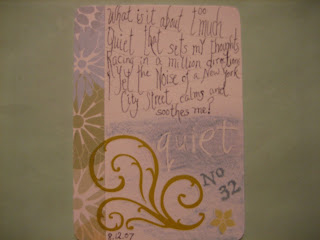 What is it about too much
Quiet that sets my thoughts
Racing in a million directions
Yet the Noise of a New York
City Street calms and
soothes me?
quiet
No
32
8.12.07